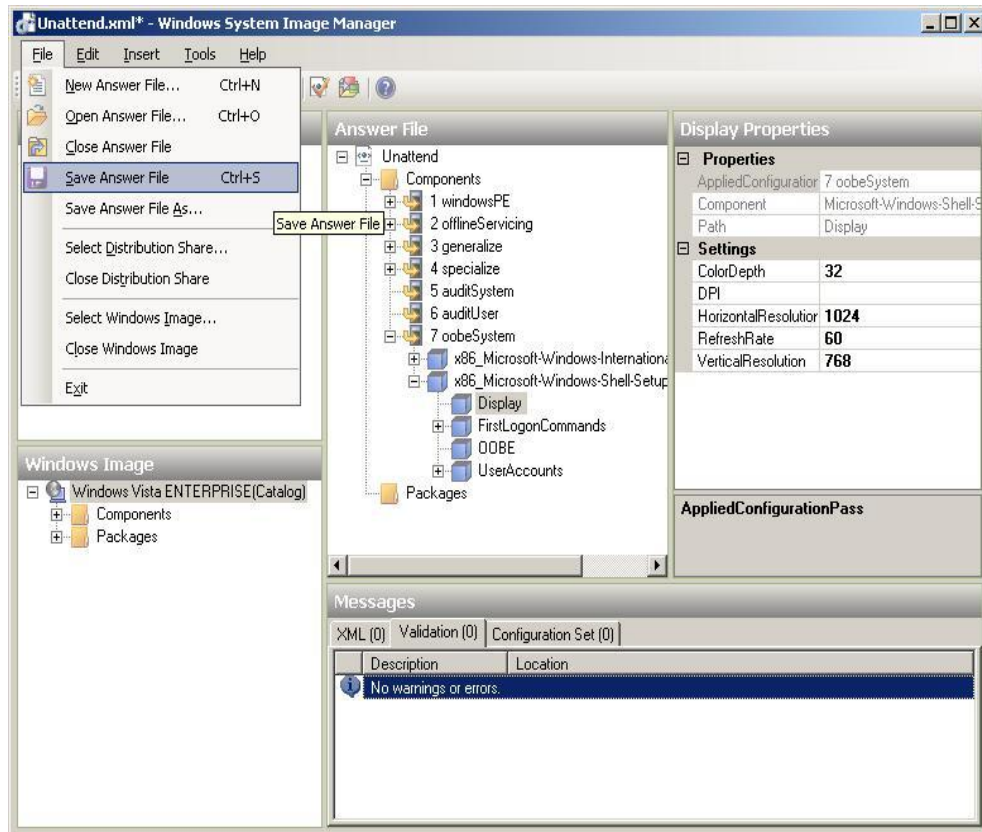 Unattend.xml* - Windows System Image Manager
File Edit Insert Tools Help
New Answer File... Ctrl+N
Open Answer File... Ctrl+O
Close Answer File
Save Answer File Ctrl+S
Save Answer File As...
Save Answer File
Select Distribution Share...
Close Distribution Share
Select Windows Image...
Close Windows Image
Exit
Windows Image
Windows Vista ENTERPRISE(Catalog)
Components
Packages
Answer File
Unattend
Components
1 windowsPE
2 offlineServicing
3 generalize
4 specialize
5 auditSystem
6 auditUser
7 oobeSystem
x86_Microsoft-Windows-Internationa
x86_Microsoft-Windows-Shell-Setup
Display
FirstLogonCommands
OOBE
UserAccounts
Packages
Display Properties
Properties
AppliedConfiguration 7 oobeSystem
Component Microsoft-Windows-Shell-S
Path Display
Settings
ColorDepth 32
DPI
HorizontalResolution 1024
RefreshRate 60
VerticalResolution 768
AppliedConfigurationPass
Messages
XML (0) Validation (0) Configuration Set (0)
Description Location
No warnings or errors.